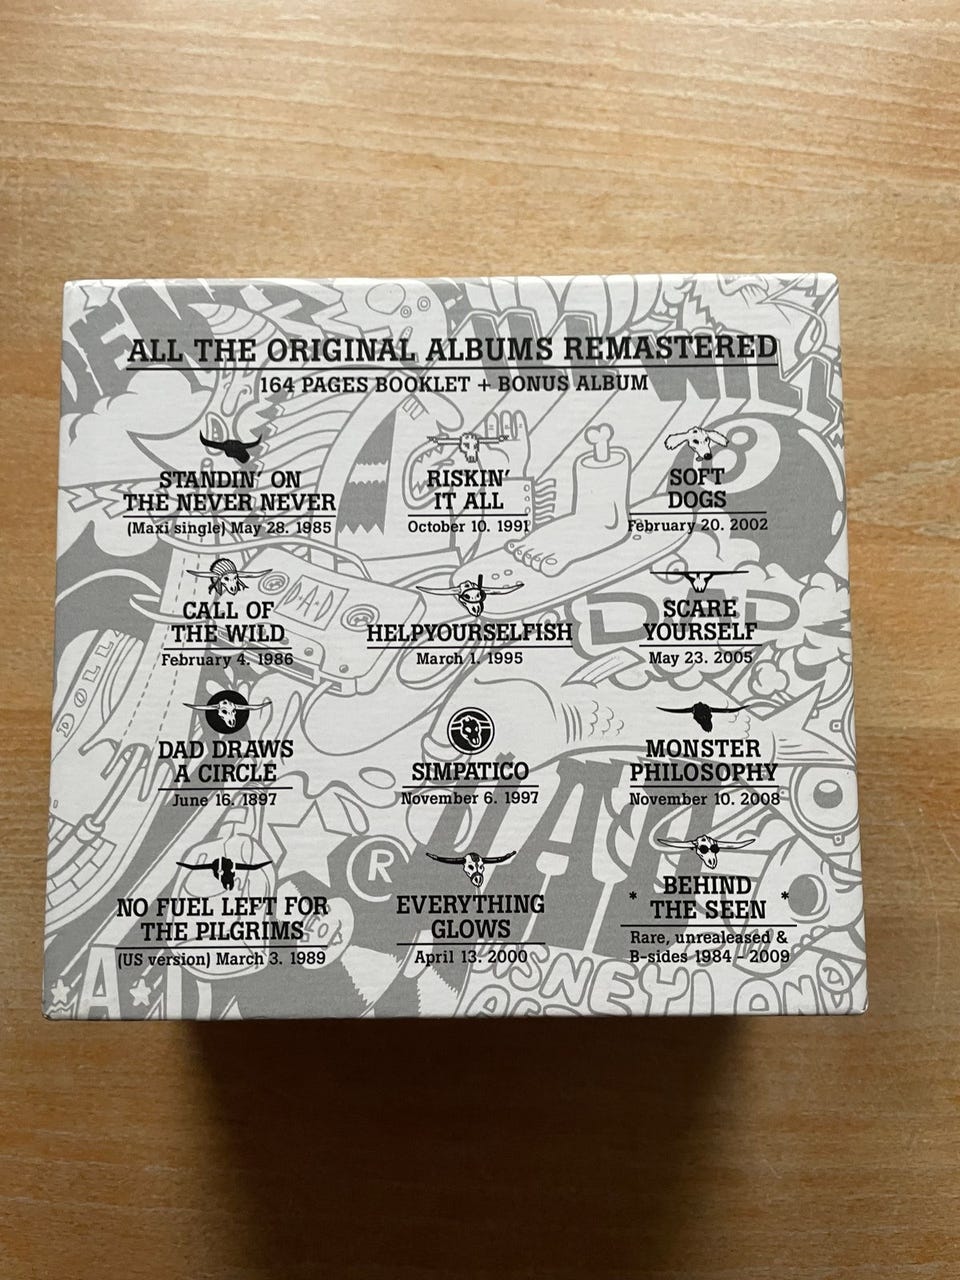 ALL THE ORIGINAL ALBUMS REMASTERED
164 PAGES BOOKLET + BONUS ALBUM
STANDIN' ON
THE NEVER NEVER
(Maxi single) May 28. 1985
CALL OF
THE WILD
February 4. 1986
DAD DRAWS
A CIRCLE
June 16. 1897
NO FUEL LEFT FOR
THE PILGRIMS
(US version) March 3. 1989
RISKIN'
IT ALL
October 10. 1991
HELPYOURSELFISH
March 1. 1995
SIMPATICO
November 6. 1997
EVERYTHING
GLOWS
April 13. 2000
SOFT
DOGS
February 20. 2002
SCARE
YOURSELF
May 23. 2005
MONSTER
PHILOSOPHY
November 10. 2008
* BEHIND
THE SEEN *
Rare, unrealeased &
B-sides 1984 - 2009
D-A-D
DAD
DOLL
8
®
DISNEYLAND